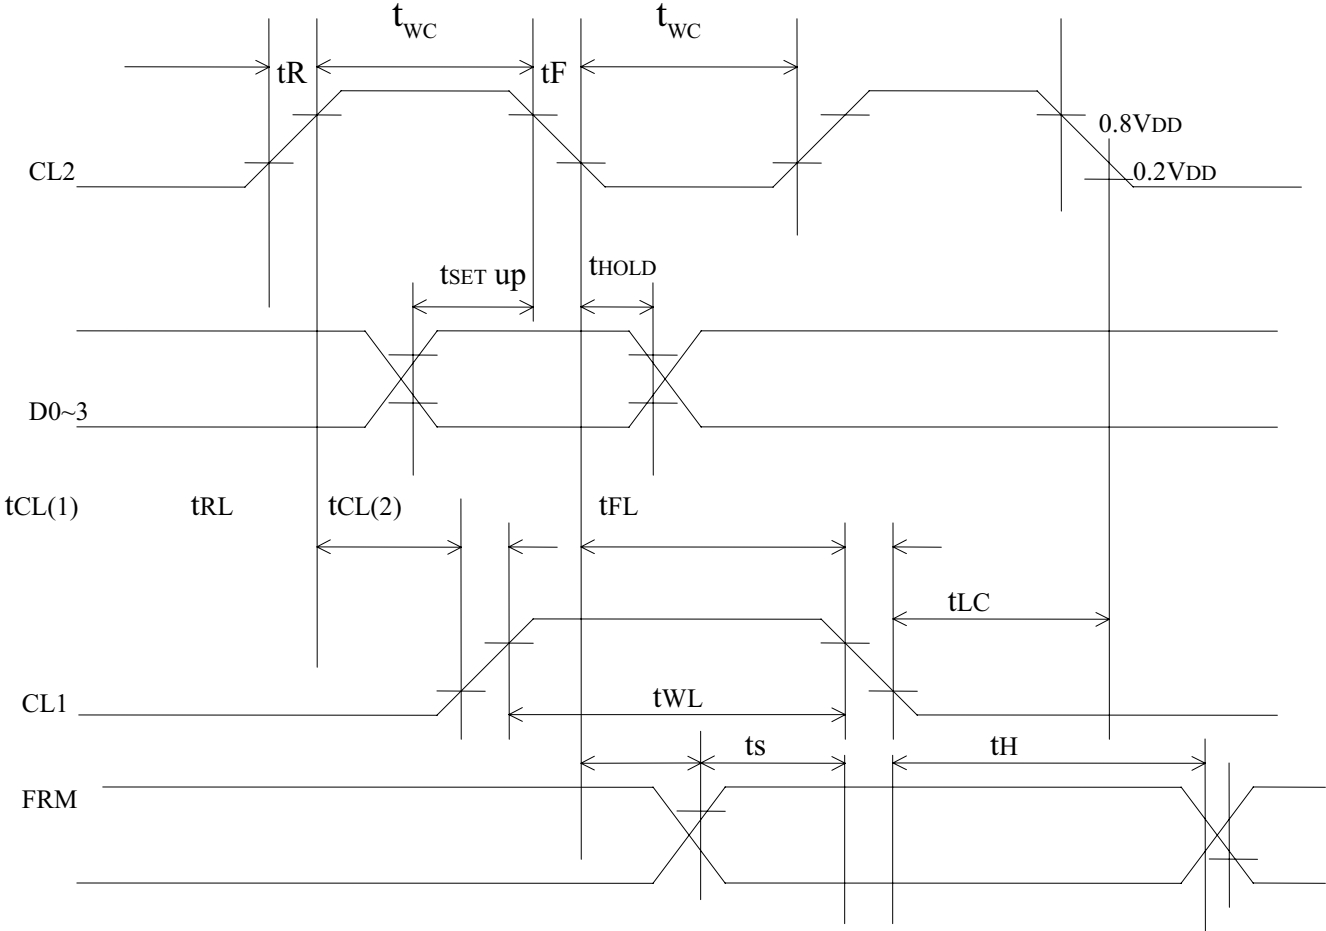 tWC tWC
tR tF
0.8VDD
CL2 0.2VDD
tSET up tHOLD
D0~3
tCL(1) tRL tCL(2) tFL
tLC
CL1 tWL
ts tH
FRM